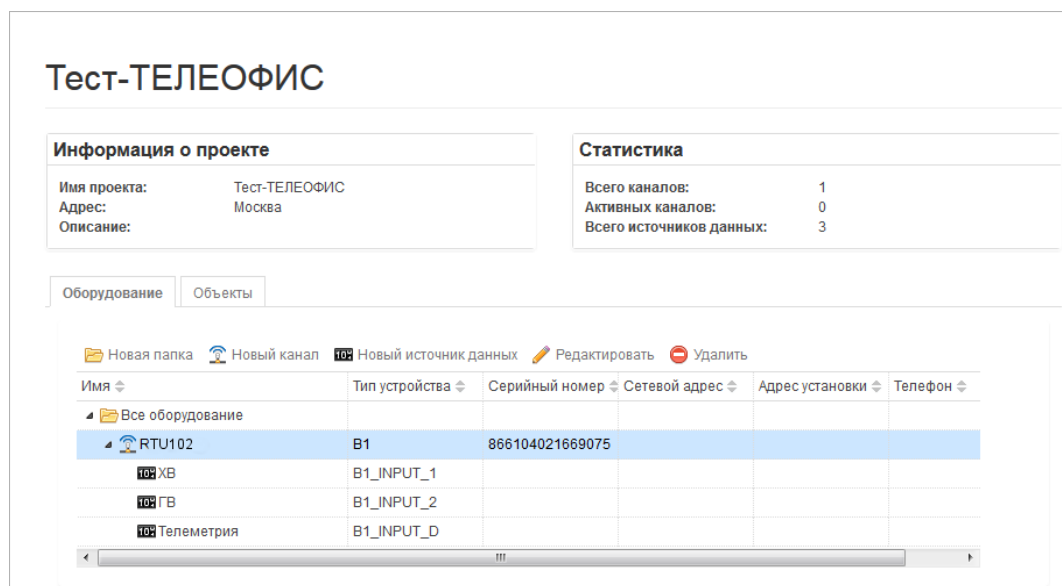 Тест-ТЕЛЕОФИС
Информация о проекте
Имя проекта: Тест-ТЕЛЕОФИС
Адрес: Москва
Описание:
Статистика
Всего каналов: 1
Активных каналов: 0
Всего источников данных: 3
Оборудование Объекты
Новая папка Новый канал Новый источник данных Редактировать Удалить
Имя Тип устройства Серийный номер Сетевой адрес Адрес установки Телефон
Все оборудование
RTU102 B1 866104021669075
ХВ B1_INPUT_1
ГВ B1_INPUT_2
Телеметрия B1_INPUT_D